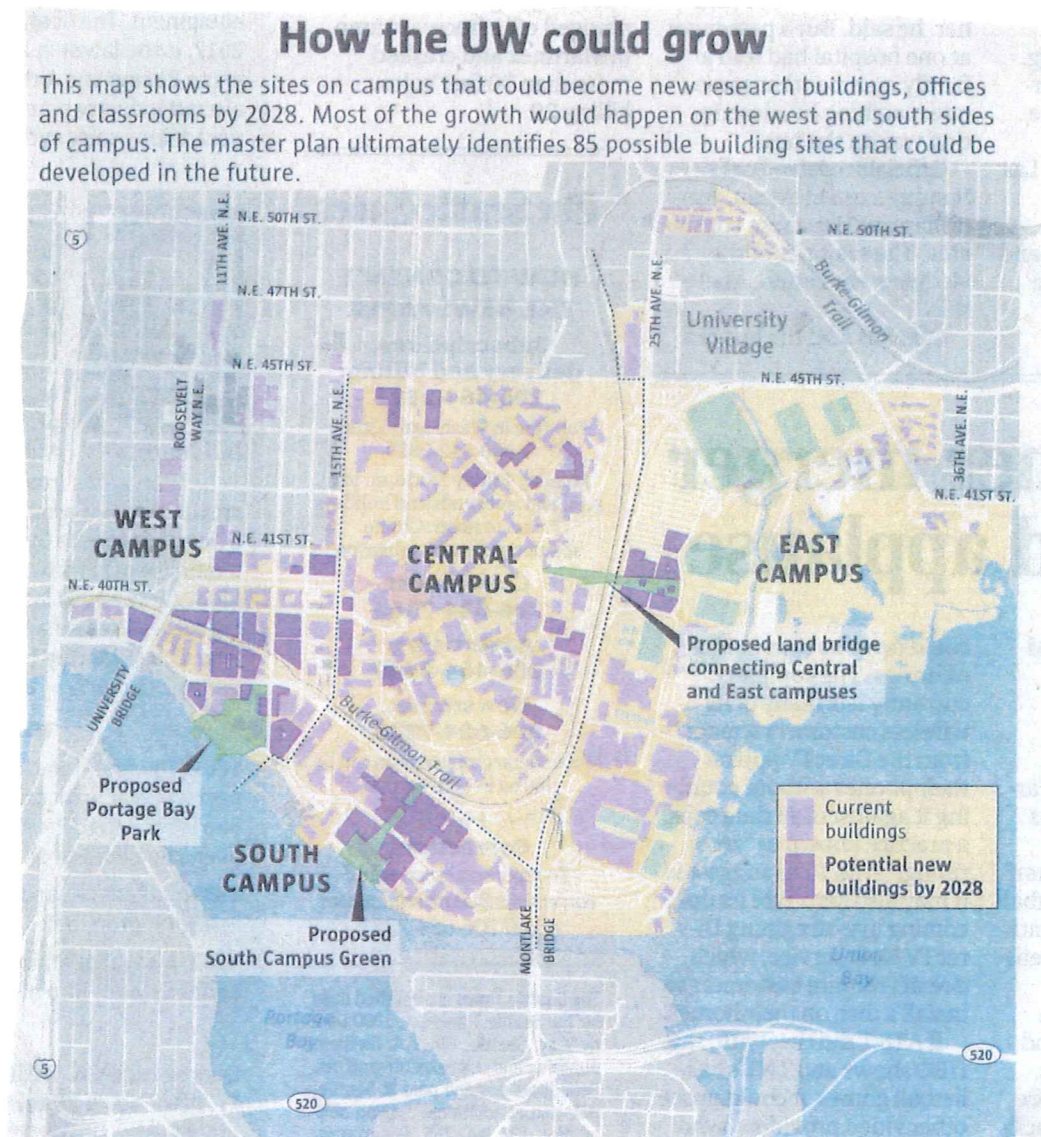 How the UW could grow
This map shows the sites on campus that could become new research buildings, offices
and classrooms by 2028. Most of the growth would happen on the west and south sides
of campus. The master plan ultimately identifies 85 possible building sites that could be
developed in the future.
N.E. 50TH ST.
N.E. 50TH ST.
5
11TH AVE. N.E.
N.E. 47TH ST.
25TH AVE. N.E.
Burke-Gilman
Trail
University
Village
N.E. 45TH ST.
N.E. 45TH ST.
ROOSEVELT
WAY N.E.
15TH AVE. N.E.
36TH AVE. N.E.
N.E. 41ST ST.
WEST
CAMPUS
N.E. 41ST ST.
CENTRAL
CAMPUS
EAST
CAMPUS
N.E. 40TH ST.
Proposed land bridge
connecting Central
and East campuses
UNIVERSITY
BRIDGE
Burke-Gilman Trail
Proposed
Portage Bay
Park
Current
buildings
Potential new
buildings by 2028
SOUTH
CAMPUS
Proposed
South Campus Green
MONTLAKE
BRIDGE
Union
Bay
Portage
Bay
520
5
520